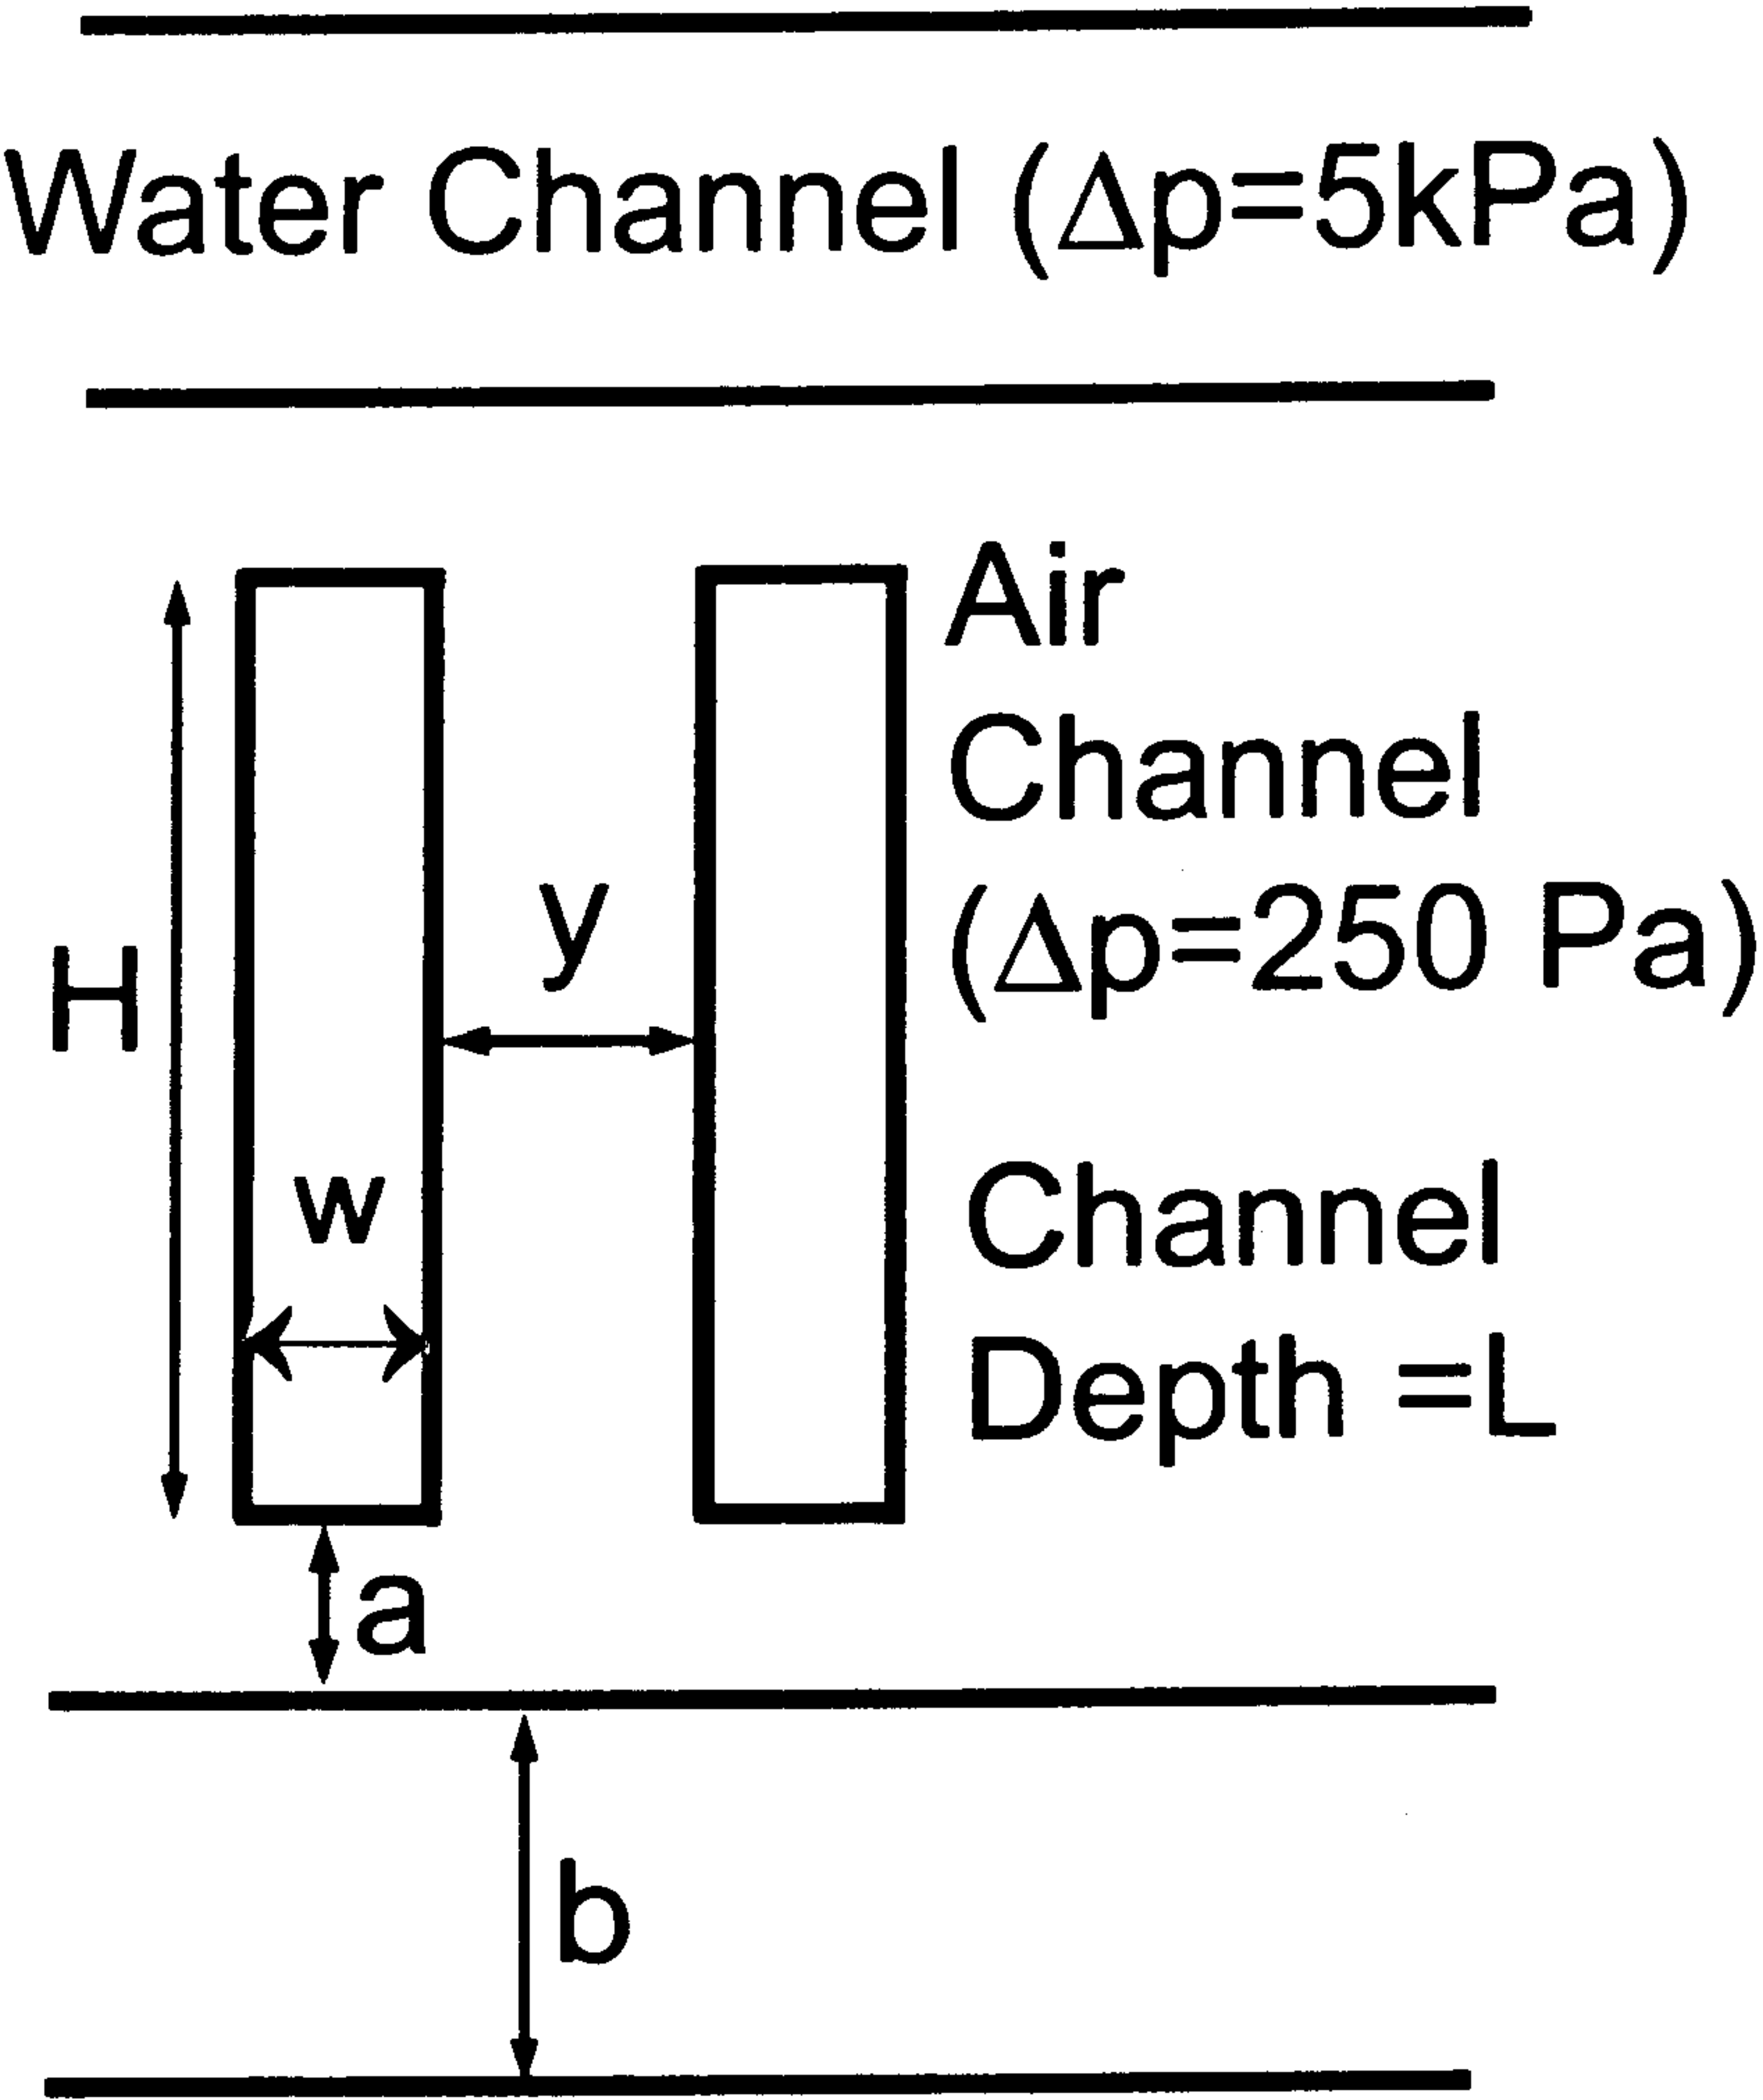 Water Channel (Δp=5kPa)
Air
Channel
(Δp=250 Pa)
y
H
w
Channel
Depth =L
a
b